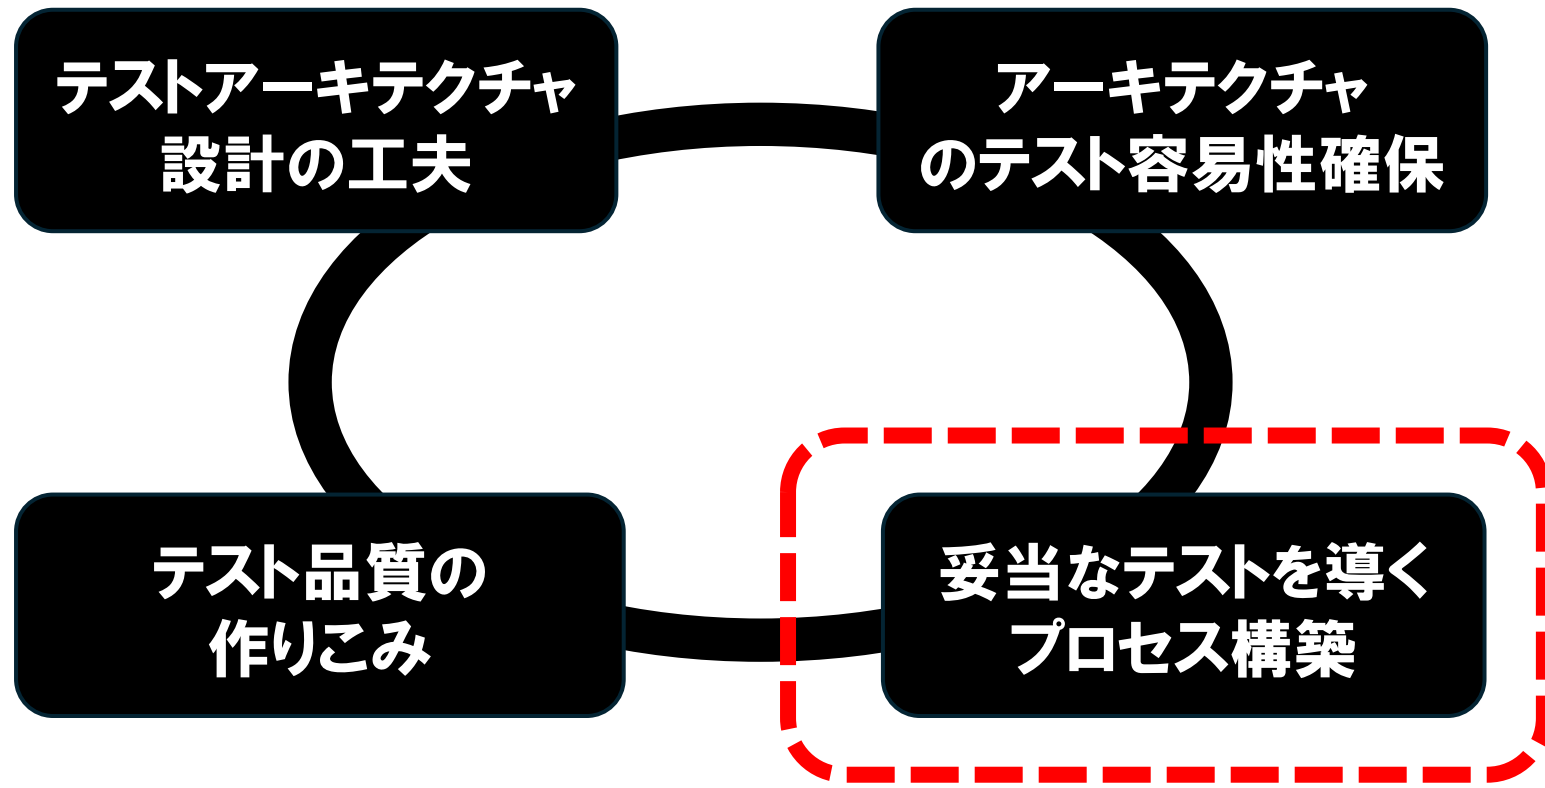 テストアーキテクチャ
設計の工夫
アーキテクチャ
のテスト容易性確保
テスト品質の
作りこみ
妥当なテストを導く
プロセス構築